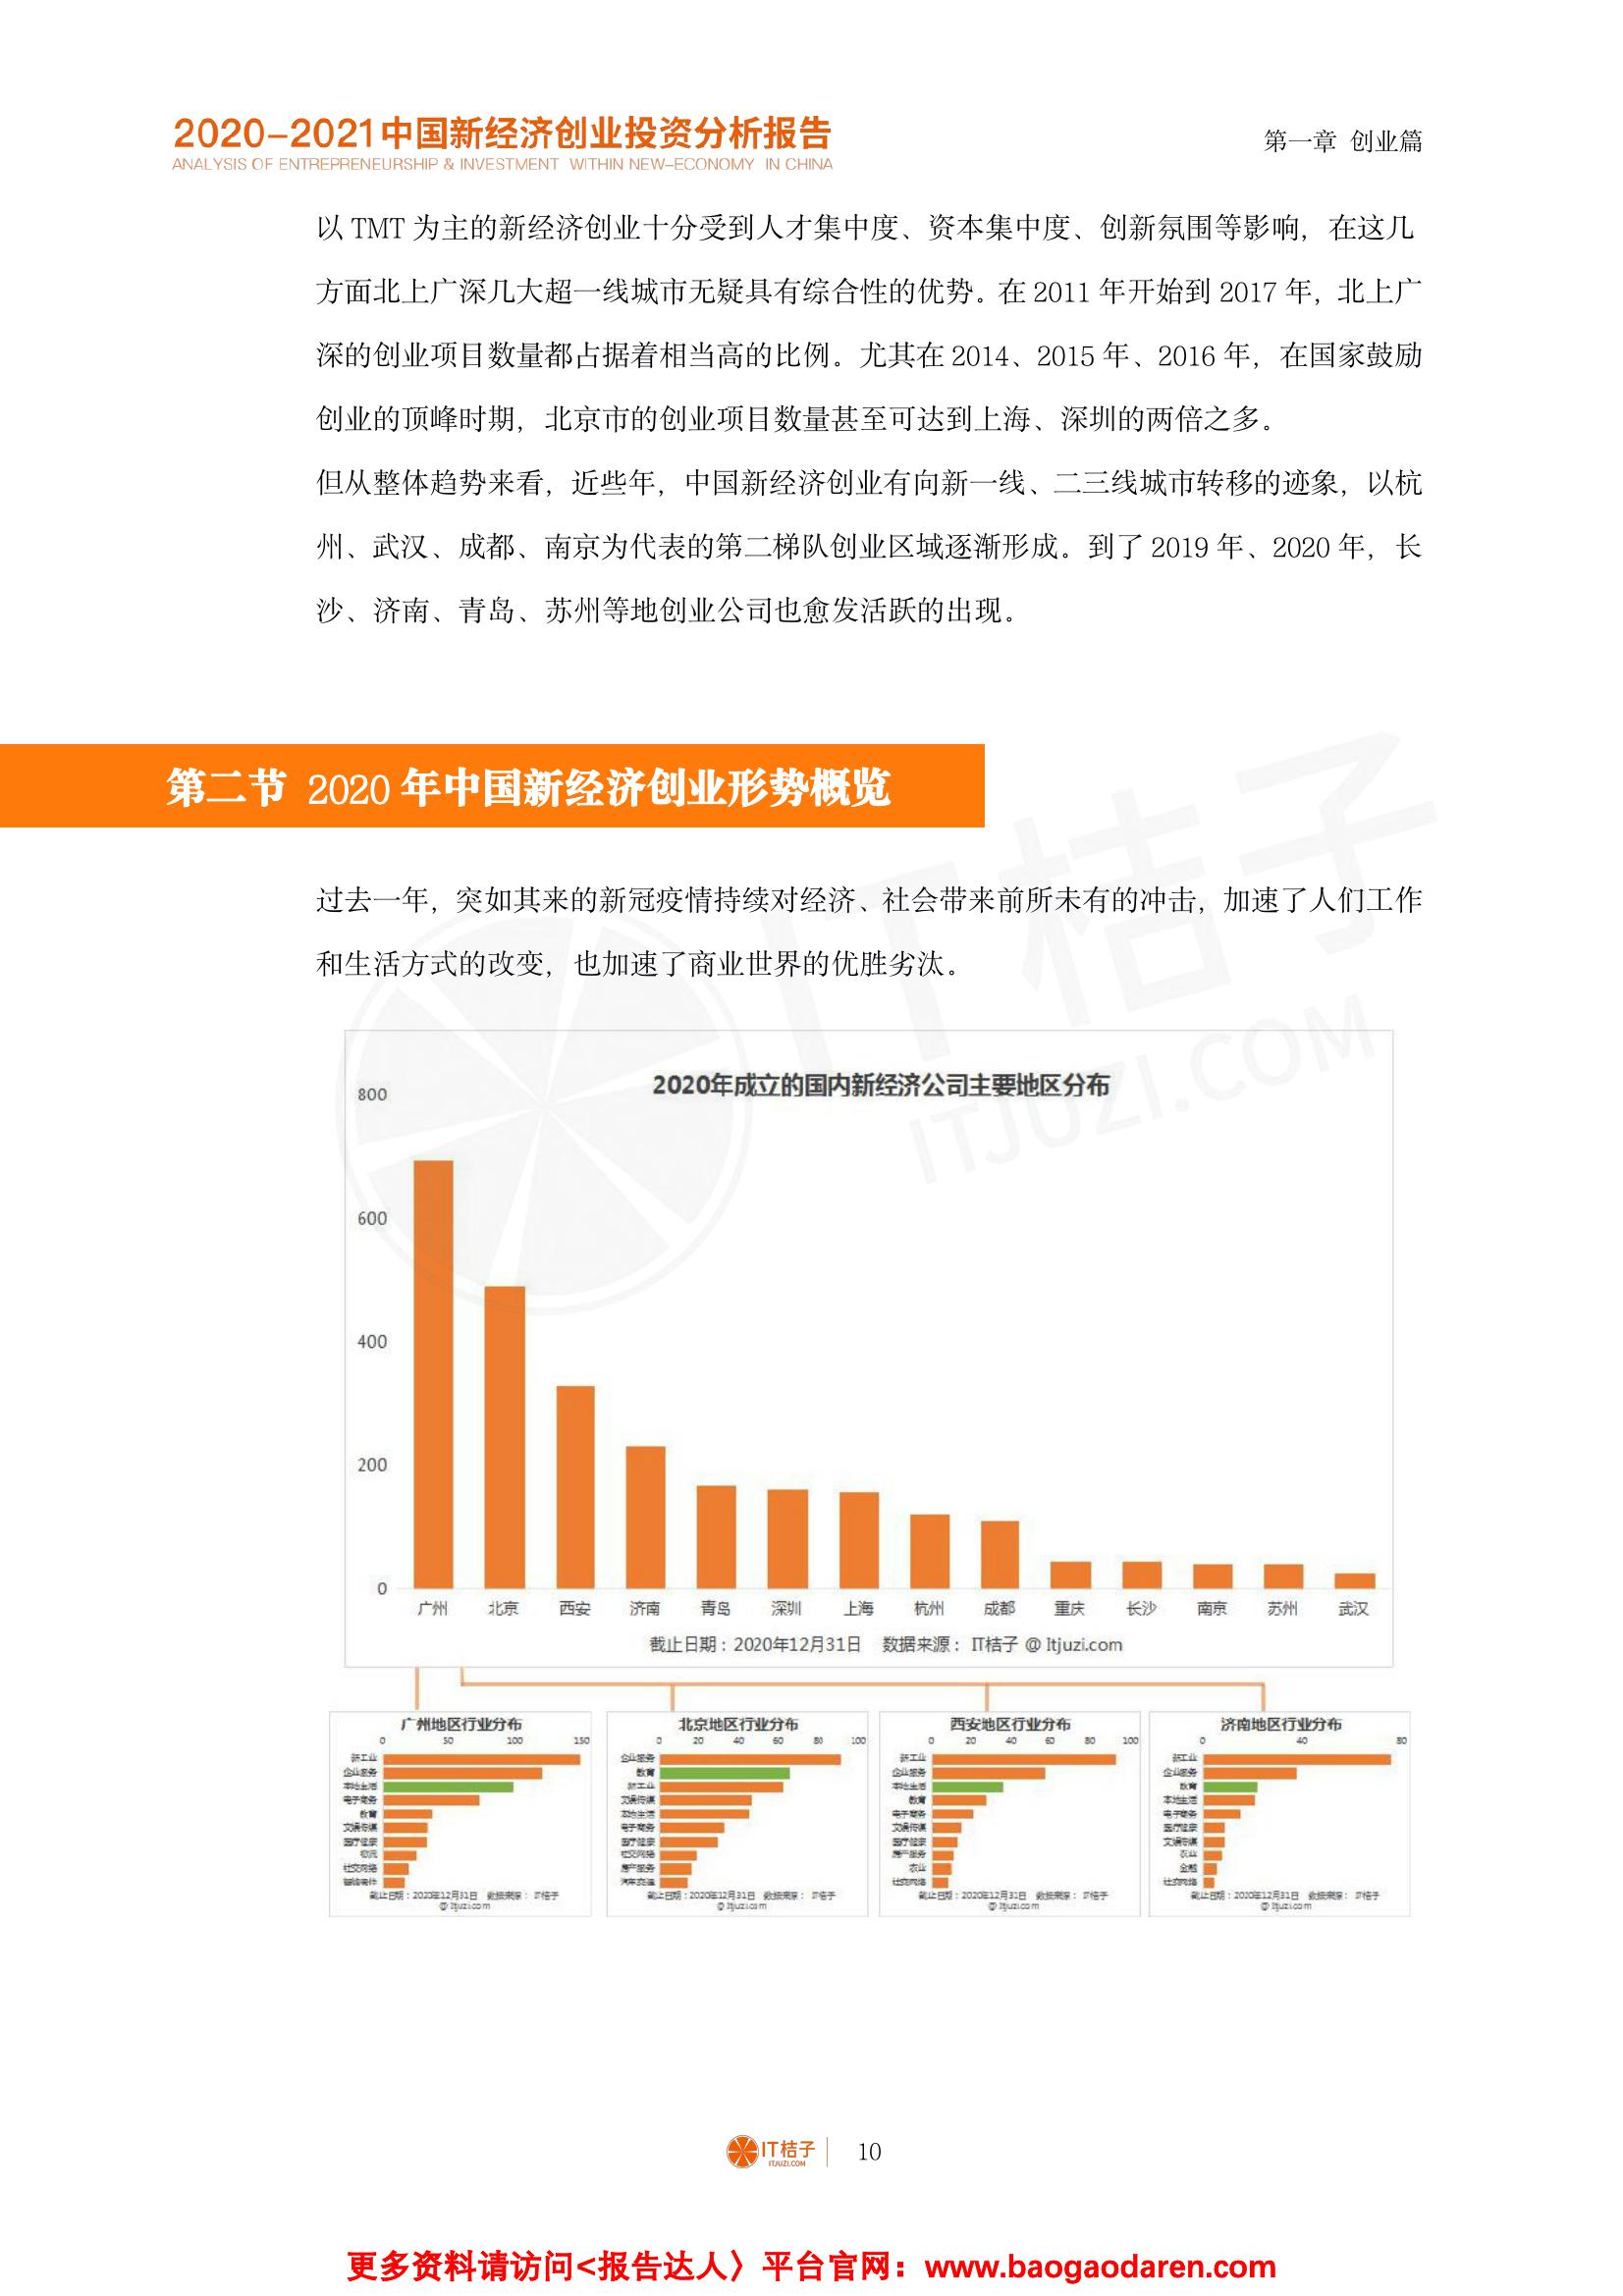 2020-2021中国新经济创业投资分析报告
ANALYSIS OF ENTREPRENEURSHIP & INVESTMENT WITHIN NEW-ECONOMY IN CHINA
第一章 创业篇
以 TMT 为主的新经济创业十分受到人才集中度、资本集中度、创新氛围等影响，在这几
方面北上广深几大超一线城市无疑具有综合性的优势。在 2011 年开始到 2017 年，北上广
深的创业项目数量都占据着相当高的比例。尤其在 2014、2015 年、2016 年，在国家鼓励
创业的顶峰时期，北京市的创业项目数量甚至可达到上海、深圳的两倍之多。
但从整体趋势来看，近些年，中国新经济创业有向新一线、二三线城市转移的迹象，以杭
州、武汉、成都、南京为代表的第二梯队创业区域逐渐形成。到了 2019 年、2020 年，长
沙、济南、青岛、苏州等地创业公司也愈发活跃的出现。
第二节 2020 年中国新经济创业形势概览
过去一年，突如其来的新冠疫情持续对经济、社会带来前所未有的冲击，加速了人们工作
和生活方式的改变，也加速了商业世界的优胜劣汰。
IT桔子
ITJUZI.COM
2020年成立的国内新经济公司主要地区分布
800
600
400
200
0
广州 北京 西安 济南 青岛 深圳 上海 杭州 成都 重庆 长沙 南京 苏州 武汉
截止日期：2020年12月31日 数据来源：IT桔子 @ Itjuzi.com
广州地区行业分布
0 50 100 150
新工业
企业服务
本地生活
电子商务
教育
文娱传媒
医疗健康
物流
社交网络
智能硬件
截止日期：2020年12月31日 数据来源：IT桔子
@ Itjuzi.com
北京地区行业分布
0 20 40 60 80 100
企业服务
教育
新工业
文娱传媒
本地生活
电子商务
医疗健康
社交网络
房产服务
汽车交通
截止日期：2020年12月31日 数据来源：IT桔子
@ Itjuzi.com
西安地区行业分布
0 20 40 60 80 100
新工业
企业服务
本地生活
教育
电子商务
文娱传媒
医疗健康
房产服务
农业
社交网络
截止日期：2020年12月31日 数据来源：IT桔子
@ Itjuzi.com
济南地区行业分布
0 40 80
新工业
企业服务
教育
本地生活
电子商务
医疗健康
文娱传媒
农业
金融
社交网络
截止日期：2020年12月31日 数据来源：IT桔子
@ Itjuzi.com
IT桔子
ITJUZI.COM
10
更多资料请访问<报告达人〉平台官网：www.baogaodaren.com